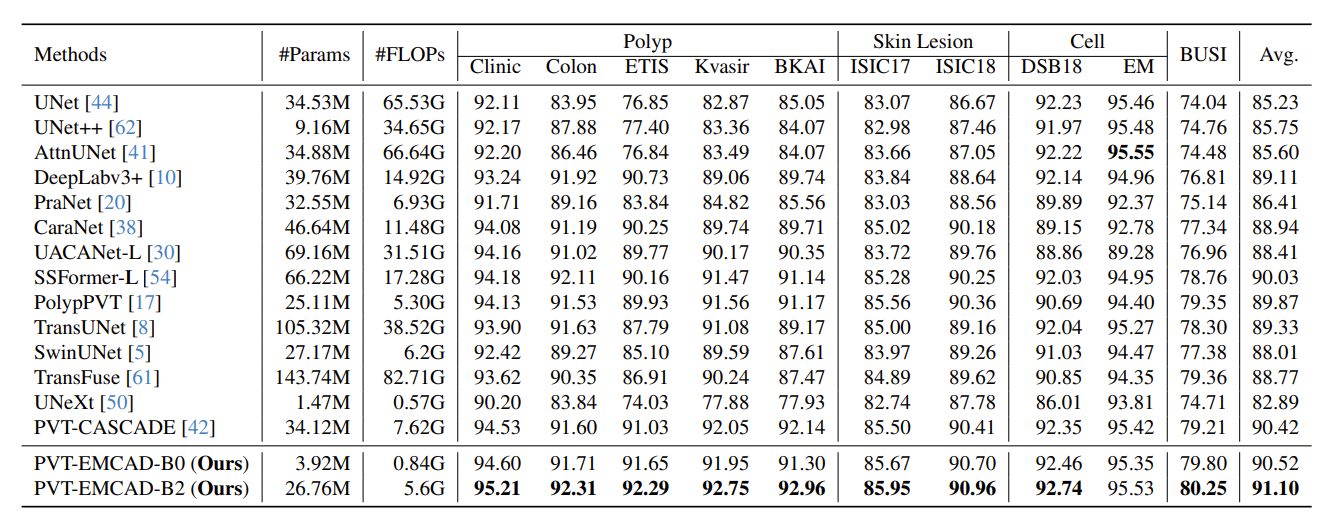 Methods #Params #FLOPs Polyp Skin Lesion Cell BUSI Avg.
Clinic Colon ETIS Kvasir BKAI ISIC17 ISIC18 DSB18 EM
UNet [44] 34.53M 65.53G 92.11 83.95 76.85 82.87 85.05 83.07 86.67 92.23 95.46 74.04 85.23
UNet++ [62] 9.16M 34.65G 92.17 87.88 77.40 83.36 84.07 82.98 87.46 91.97 95.48 74.76 85.75
AttnUNet [41] 34.88M 66.64G 92.20 86.46 76.84 83.49 84.07 83.66 87.05 92.22 95.55 74.48 85.60
DeepLabv3+ [10] 39.76M 14.92G 93.24 91.92 90.73 89.06 89.74 83.84 88.64 92.14 94.96 76.81 89.11
PraNet [20] 32.55M 6.93G 91.71 89.16 83.84 84.82 85.56 83.03 88.56 89.89 92.37 75.14 86.41
CaraNet [38] 46.64M 11.48G 94.08 91.19 90.25 89.74 89.71 85.02 90.18 89.15 92.78 77.34 88.94
UACANet-L [30] 69.16M 31.51G 94.16 91.02 89.77 90.17 90.35 83.72 89.76 88.86 89.28 76.96 88.41
SSFormer-L [54] 66.22M 17.28G 94.18 92.11 90.16 91.47 91.14 85.28 90.25 92.03 94.95 78.76 90.03
PolypPVT [17] 25.11M 5.30G 94.13 91.53 89.93 91.56 91.17 85.56 90.36 90.69 94.40 79.35 89.87
TransUNet [8] 105.32M 38.52G 93.90 91.63 87.79 91.08 89.17 85.00 89.16 92.04 95.27 78.30 89.33
SwinUNet [5] 27.17M 6.2G 92.42 89.27 85.10 89.59 87.61 83.97 89.26 91.03 94.47 77.38 88.01
TransFuse [61] 143.74M 82.71G 93.62 90.35 86.91 90.24 87.47 84.89 89.62 90.85 94.35 79.36 88.77
UNeXt [50] 1.47M 0.57G 90.20 83.84 74.03 77.88 77.93 82.74 87.78 86.01 93.81 74.71 82.89
PVT-CASCADE [42] 34.12M 7.62G 94.53 91.60 91.03 92.05 92.14 85.50 90.41 92.35 95.42 79.21 90.42
PVT-EMCAD-B0 (Ours) 3.92M 0.84G 94.60 91.71 91.65 91.95 91.30 85.67 90.70 92.46 95.35 79.80 90.52
PVT-EMCAD-B2 (Ours) 26.76M 5.6G 95.21 92.31 92.29 92.75 92.96 85.95 90.96 92.74 95.53 80.25 91.10